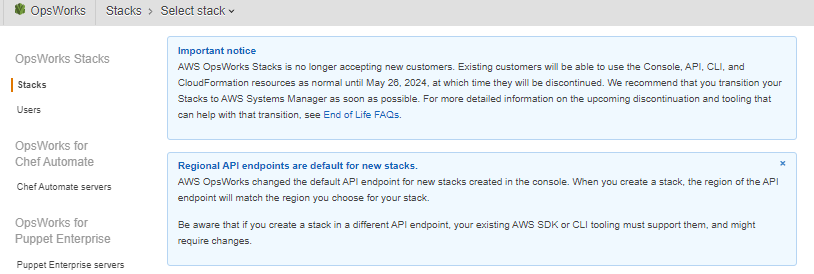 OpsWorks Stacks > Select stack
OpsWorks Stacks
Stacks
Users
OpsWorks for
Chef Automate
Chef Automate servers
OpsWorks for
Puppet Enterprise
Puppet Enterprise servers
Important notice
AWS OpsWorks Stacks is no longer accepting new customers. Existing customers will be able to use the Console, API, CLI, and
CloudFormation resources as normal until May 26, 2024, at which time they will be discontinued. We recommend that you transition your
Stacks to AWS Systems Manager as soon as possible. For more detailed information on the upcoming discontinuation and tooling that
can help with that transition, see End of Life FAQs.
Regional API endpoints are default for new stacks. ×
AWS OpsWorks changed the default API endpoint for new stacks created in the console. When you create a stack, the region of the API
endpoint will match the region you choose for your stack.
Be aware that if you create a stack in a different API endpoint, your existing AWS SDK or CLI tooling must support them, and might
require changes.